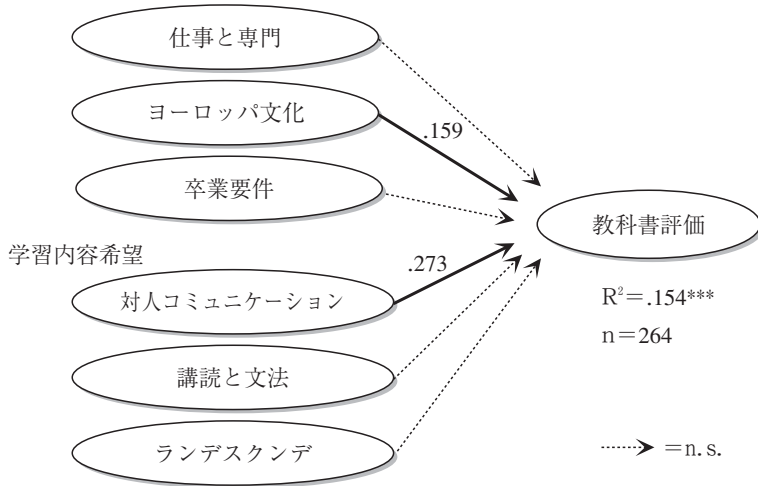 仕事と専門
ヨーロッパ文化
.159
卒業要件
教科書評価
学習内容希望
.273
対人コミュニケーション
R²＝.154***
n＝264
講読と文法
ランデスクンデ
＝n.s.